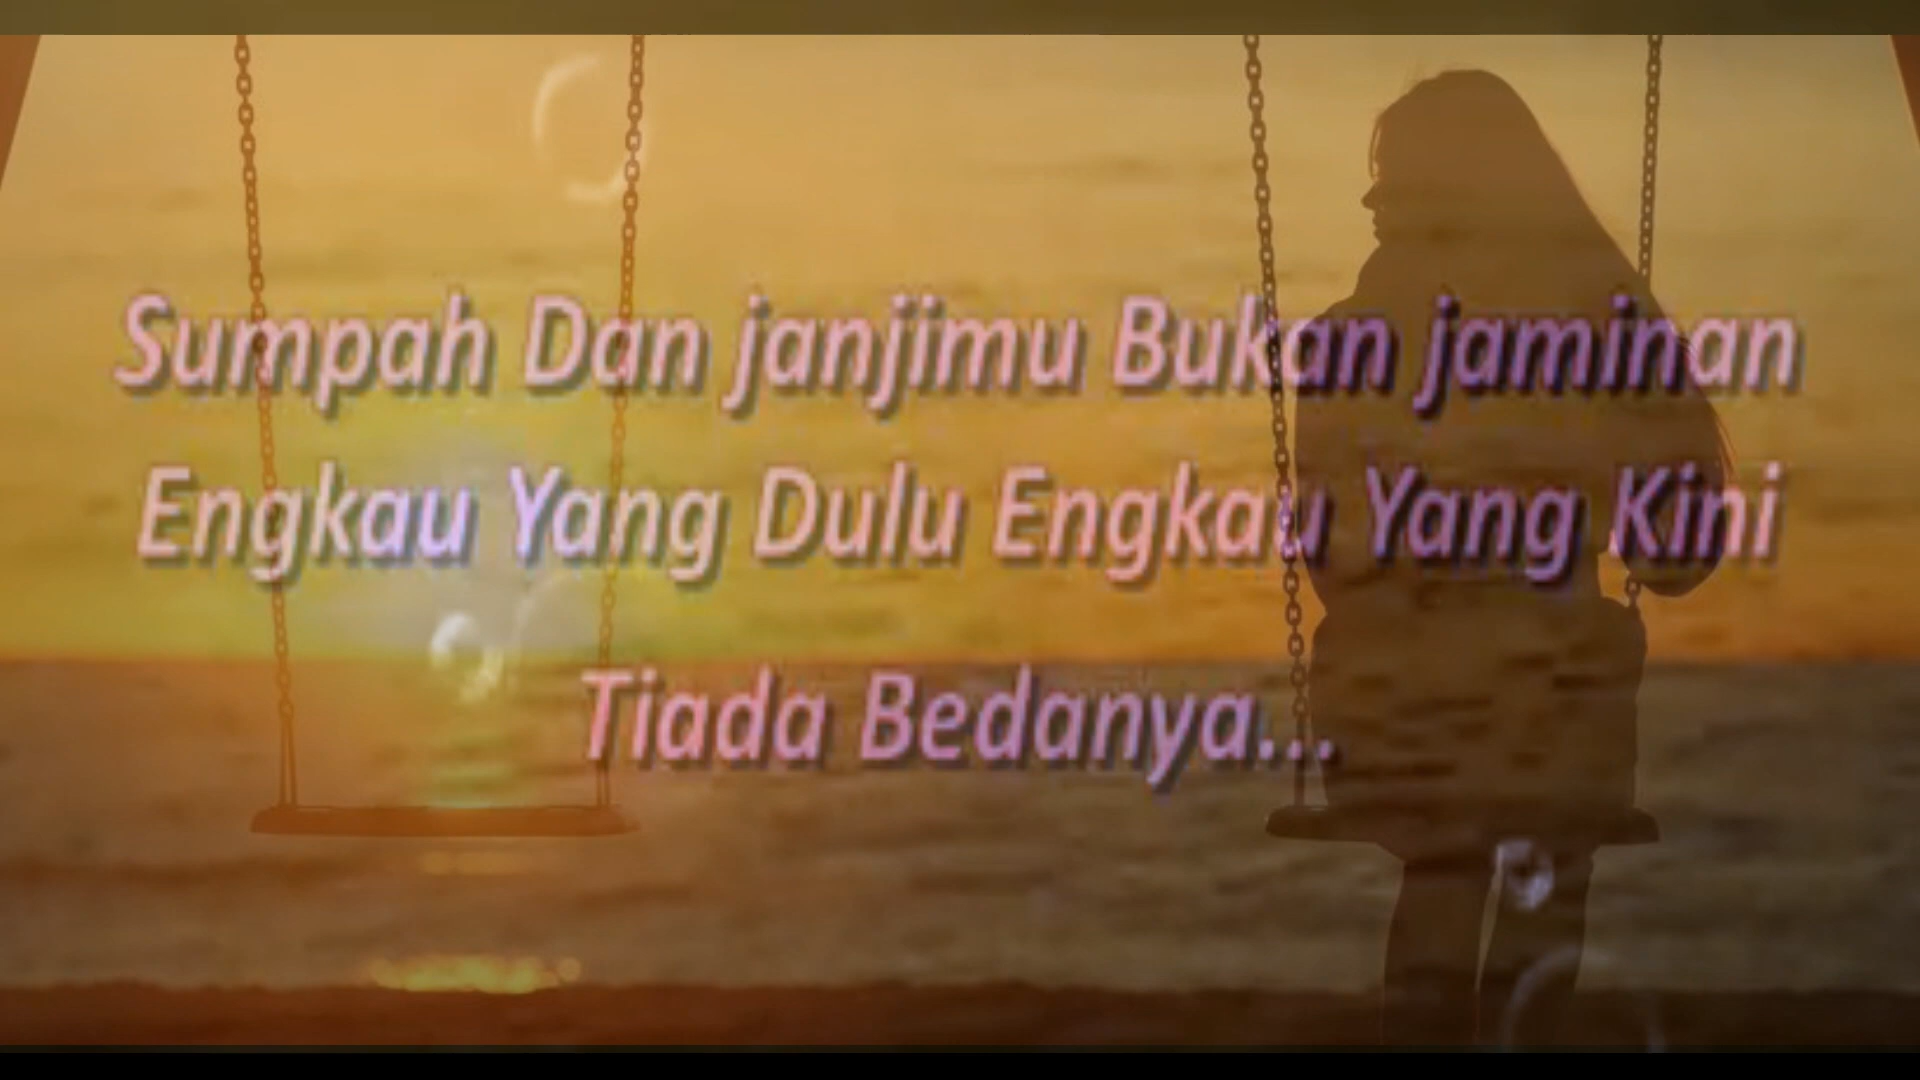 Sumpah Dan janjimu Bukan jaminan
Engkau Yang Dulu Engkau Yang Kini
Tiada Bedanya...